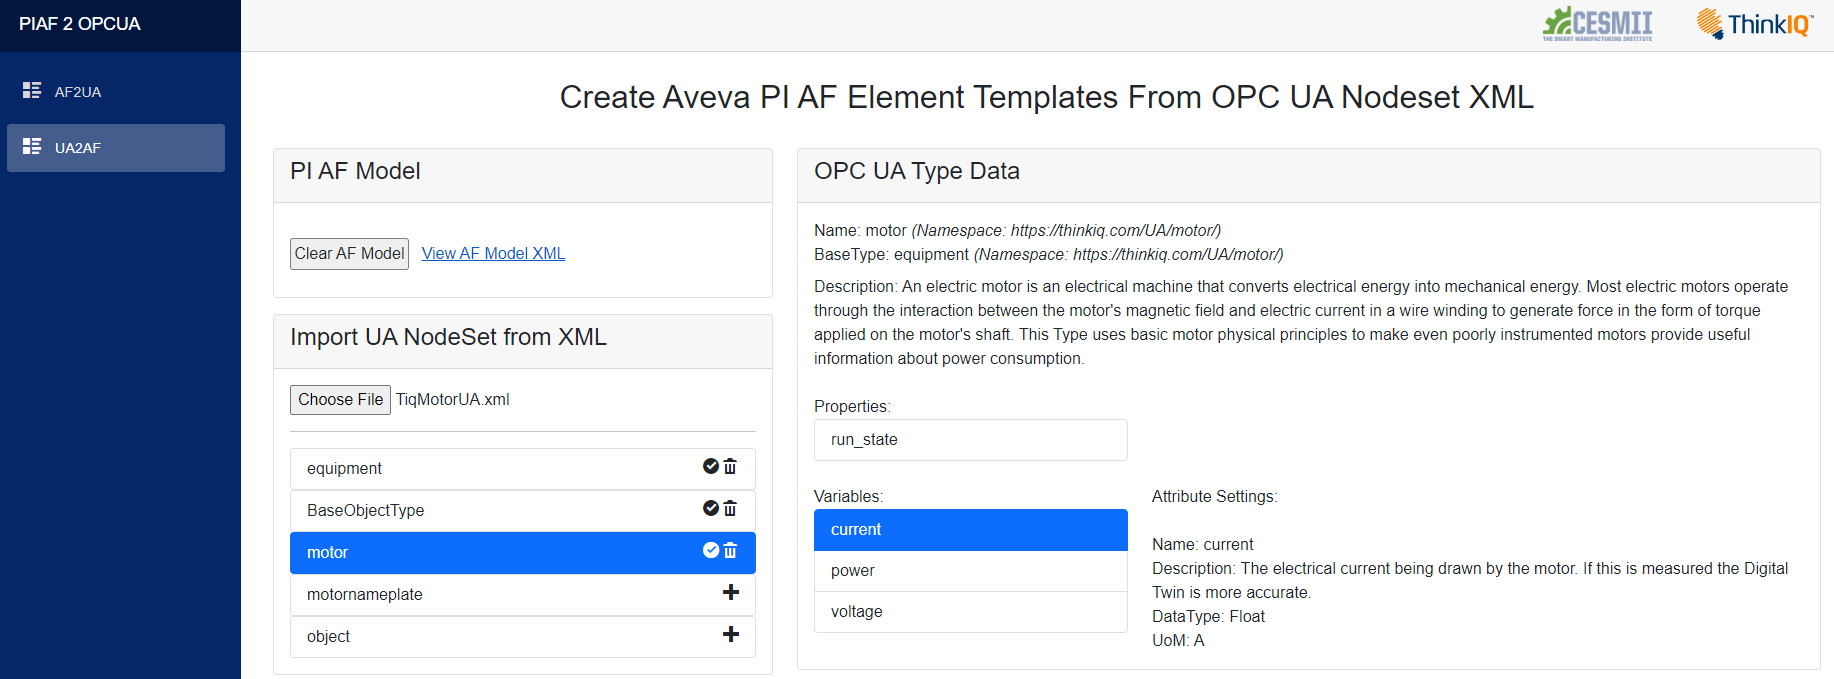 PIAF 2 OPCUA
CESMII
THE SMART MANUFACTURING INSTITUTE
ThinkIQ™
AF2UA
UA2AF
Create Aveva PI AF Element Templates From OPC UA Nodeset XML
PI AF Model
Clear AF Model View AF Model XML
Import UA NodeSet from XML
Choose File TiqMotorUA.xml
equipment
BaseObjectType
motor
motornameplate
object
OPC UA Type Data
Name: motor (Namespace: https://thinkiq.com/UA/motor/)
BaseType: equipment (Namespace: https://thinkiq.com/UA/motor/)
Description: An electric motor is an electrical machine that converts electrical energy into mechanical energy. Most electric motors operate
through the interaction between the motor's magnetic field and electric current in a wire winding to generate force in the form of torque
applied on the motor's shaft. This Type uses basic motor physical principles to make even poorly instrumented motors provide useful
information about power consumption.
Properties:
run_state
Variables:
current
power
voltage
Attribute Settings:
Name: current
Description: The electrical current being drawn by the motor. If this is measured the Digital
Twin is more accurate.
DataType: Float
UoM: A